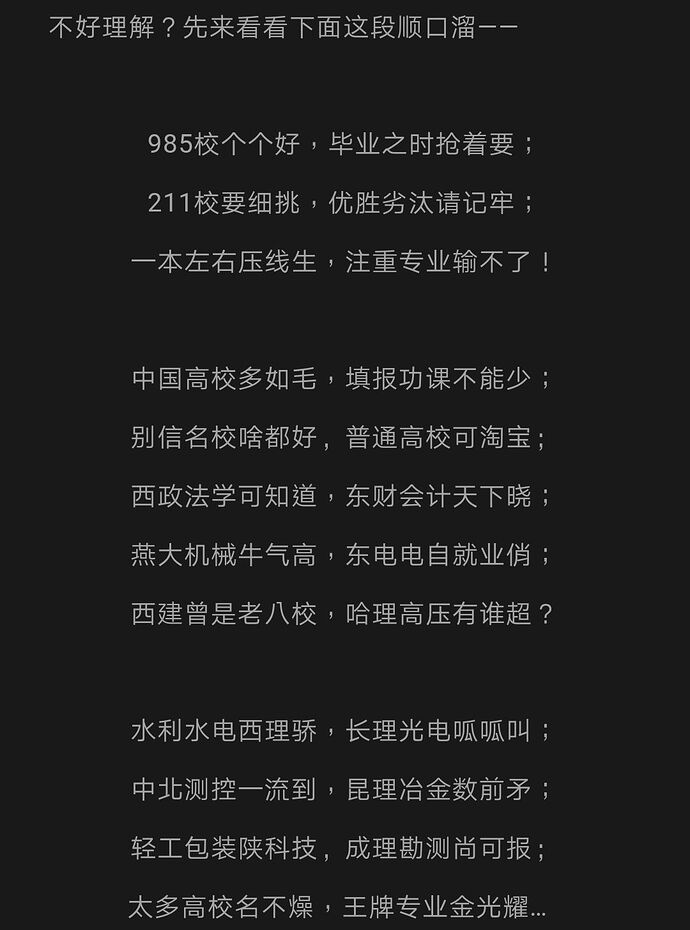 不好理解？先来看看下面这段顺口溜——
985校个个好，毕业之时抢着要；
211校要细挑，优胜劣汰请记牢；
一本左右压线生，注重专业输不了！
中国高校多如毛，填报功课不能少；
别信名校啥都好，普通高校可淘宝；
西政法学可知道，东财会计天下晓；
燕大机械牛气高，东电电自就业俏；
西建曾是老八校，哈理高压有谁超？
水利水电西理骄，长理光电呱呱叫；
中北测控一流到，昆理冶金数前矛；
轻工包装陕科技，成理勘测尚可报；
太多高校名不燥，王牌专业金光耀…